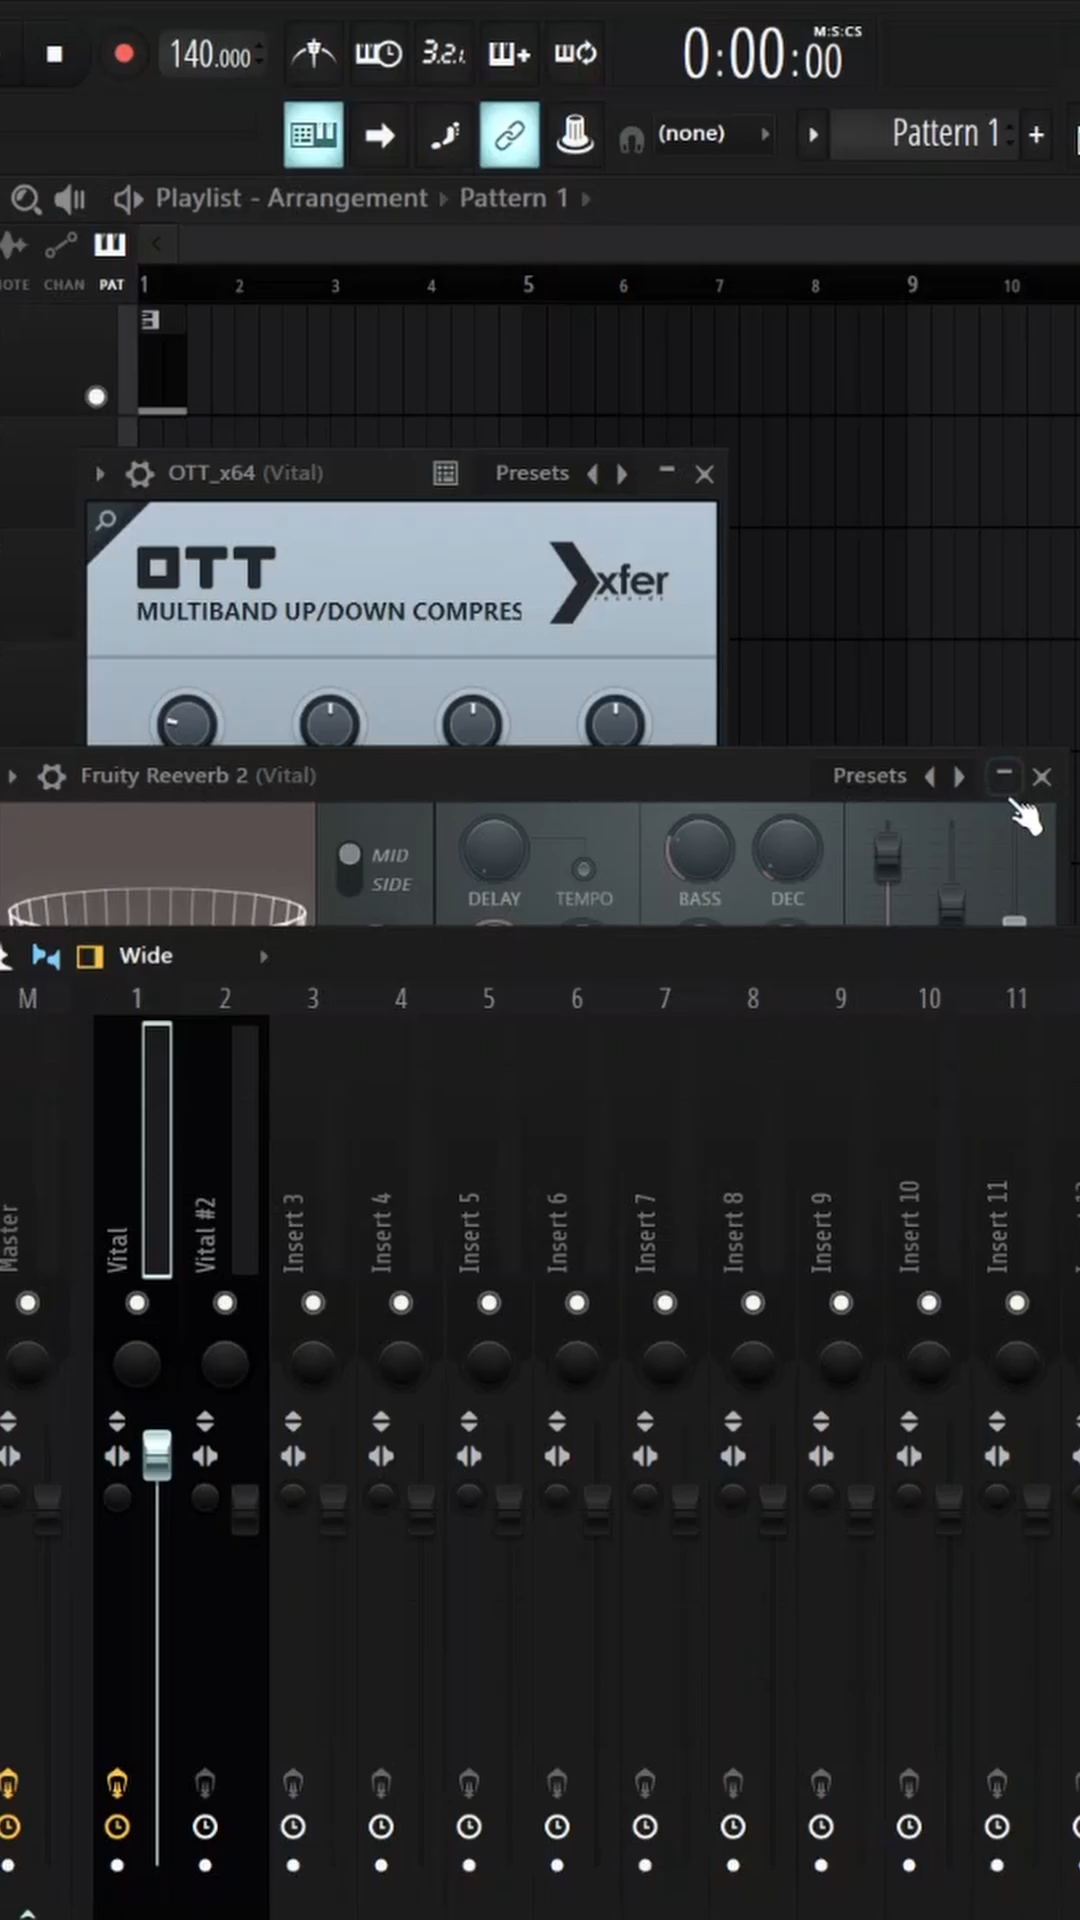 140.000
3.2.1
M:S:CS
0:00:00
(none)
Pattern 1
Playlist - Arrangement
Pattern 1
CHAN
PAT
1 2 3 4 5 6 7 8 9 10
OTT_x64 (Vital)
Presets
OTT
MULTIBAND UP/DOWN COMPRES
xfer
records
Fruity Reeverb 2 (Vital)
Presets
MID
SIDE
DELAY
TEMPO
BASS
DEC
Wide
M 1 2 3 4 5 6 7 8 9 10 11
Master
Vital
Vital #2
Insert 3
Insert 4
Insert 5
Insert 6
Insert 7
Insert 8
Insert 9
Insert 10
Insert 11